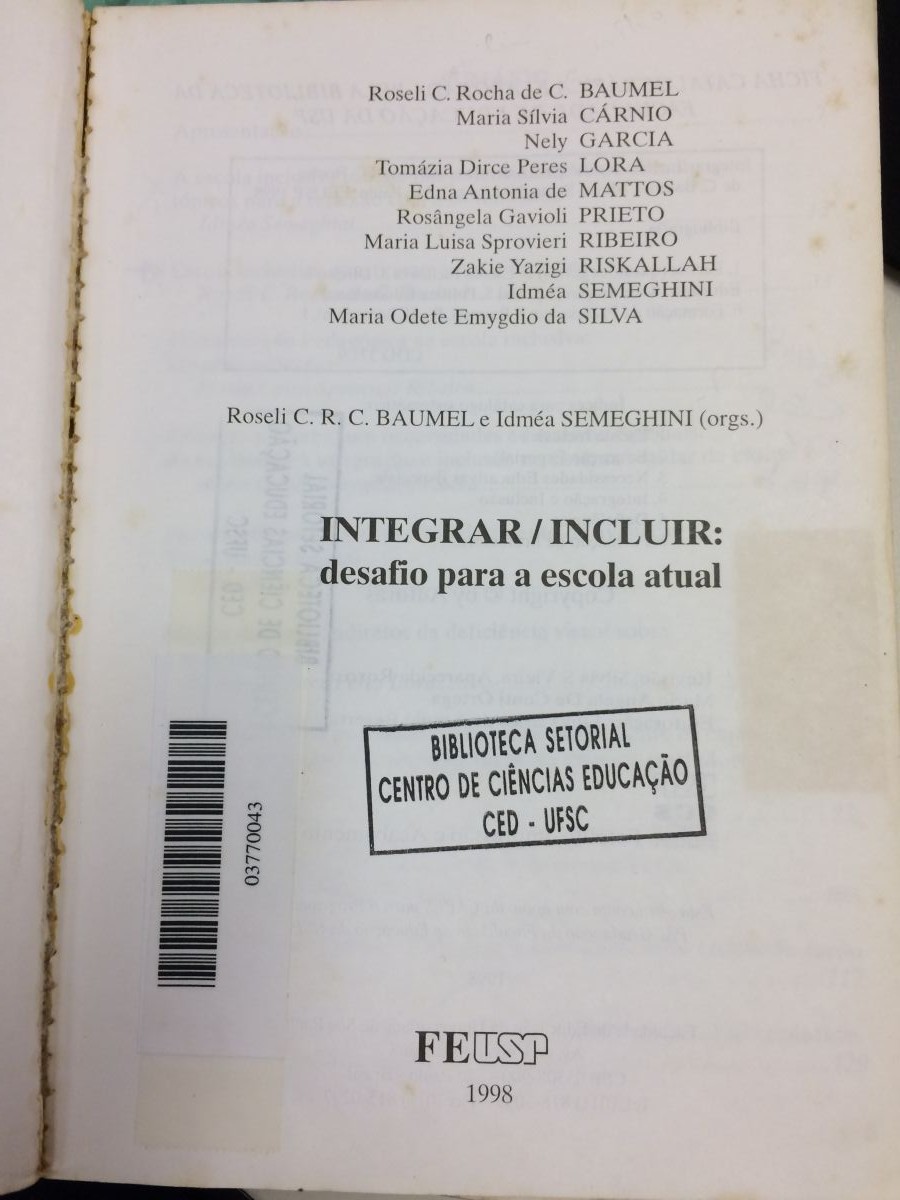 Roseli C. Rocha de C. BAUMEL
Maria Sílvia CÁRNIO
Nely GARCIA
Tomázia Dirce Peres LORA
Edna Antonia de MATTOS
Rosângela Gavioli PRIETO
Maria Luisa Sprovieri RIBEIRO
Zakie Yazigi RISKALLAH
Idméa SEMEGHINI
Maria Odete Emygdio da SILVA
Roseli C. R. C. BAUMEL e Idméa SEMEGHINI (orgs.)
INTEGRAR / INCLUIR:
desafio para a escola atual
BIBLIOTECA SETORIAL
CENTRO DE CIÊNCIAS EDUCAÇÃO
CED - UFSC
03770043
FEUSP
1998